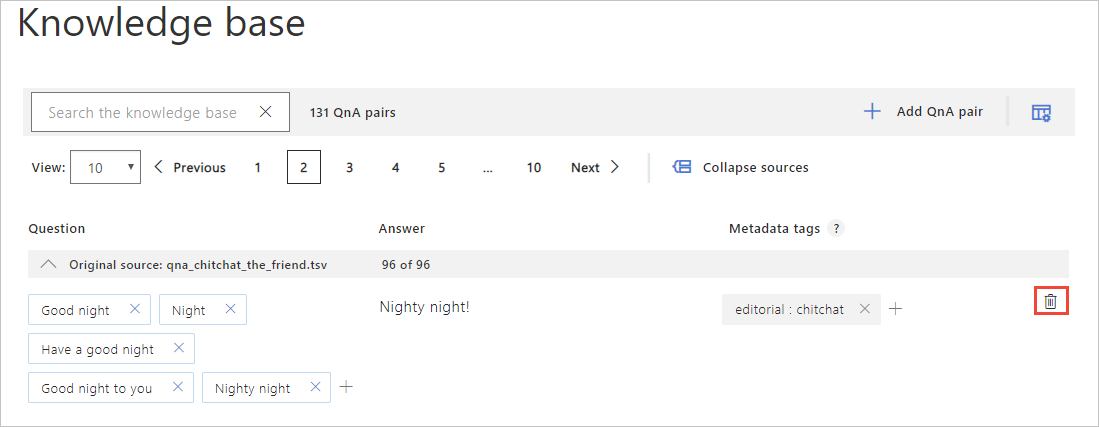 Knowledge base
Search the knowledge base
131 QnA pairs
Add QnA pair
View: 10 Previous 1 2 3 4 5 ... 10 Next Collapse sources
Question Answer Metadata tags ?
Original source: qna_chitchat_the_friend.tsv 96 of 96
Good night Night Nighty night! editorial : chitchat
Have a good night
Good night to you Nighty night